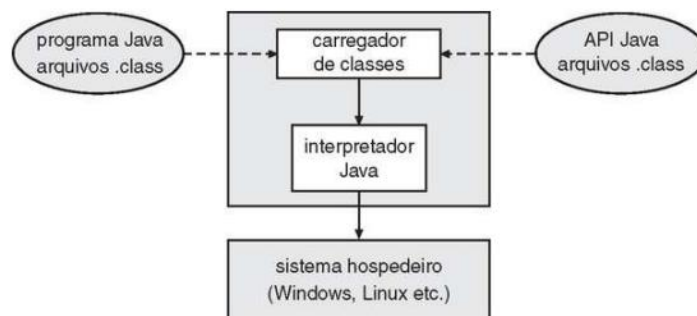 programa Java
arquivos .class
carregador
de classes
API Java
arquivos .class
interpretador
Java
sistema hospedeiro
(Windows, Linux etc.)